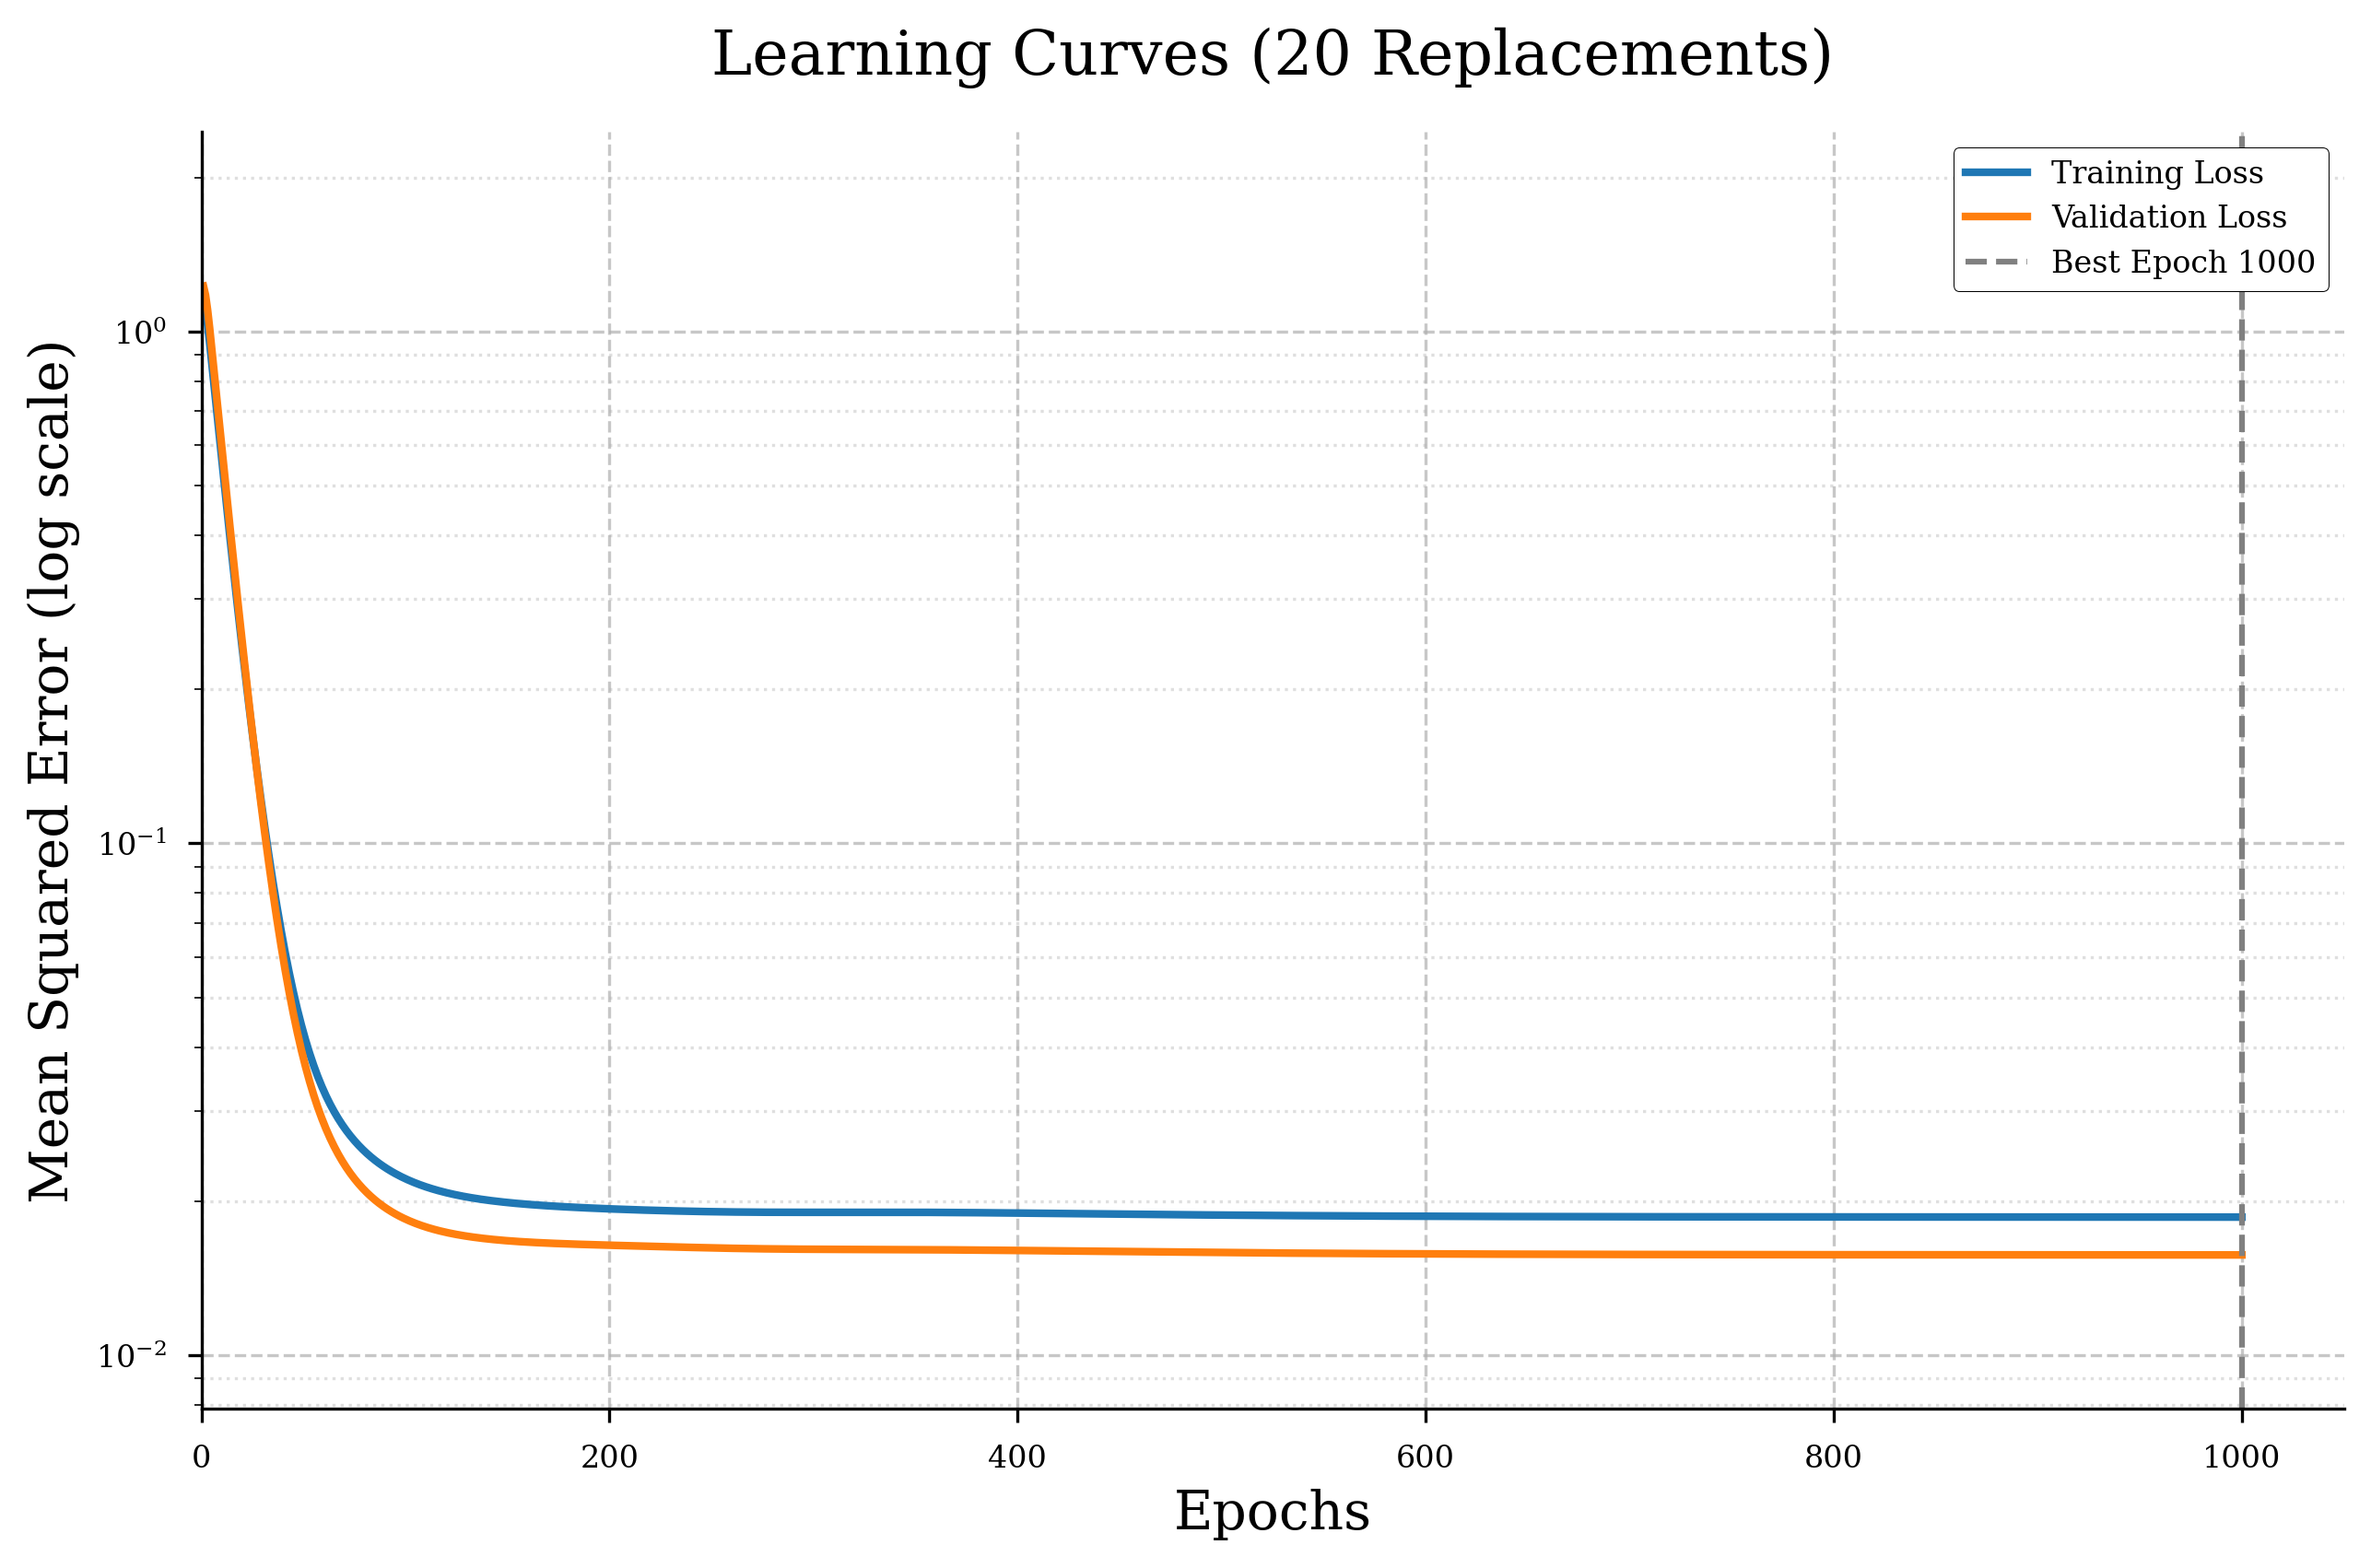 Learning Curves (20 Replacements)
Training Loss
Validation Loss
Best Epoch 1000
Mean Squared Error (log scale)
10⁰
10⁻¹
10⁻²
0 200 400 600 800 1000
Epochs